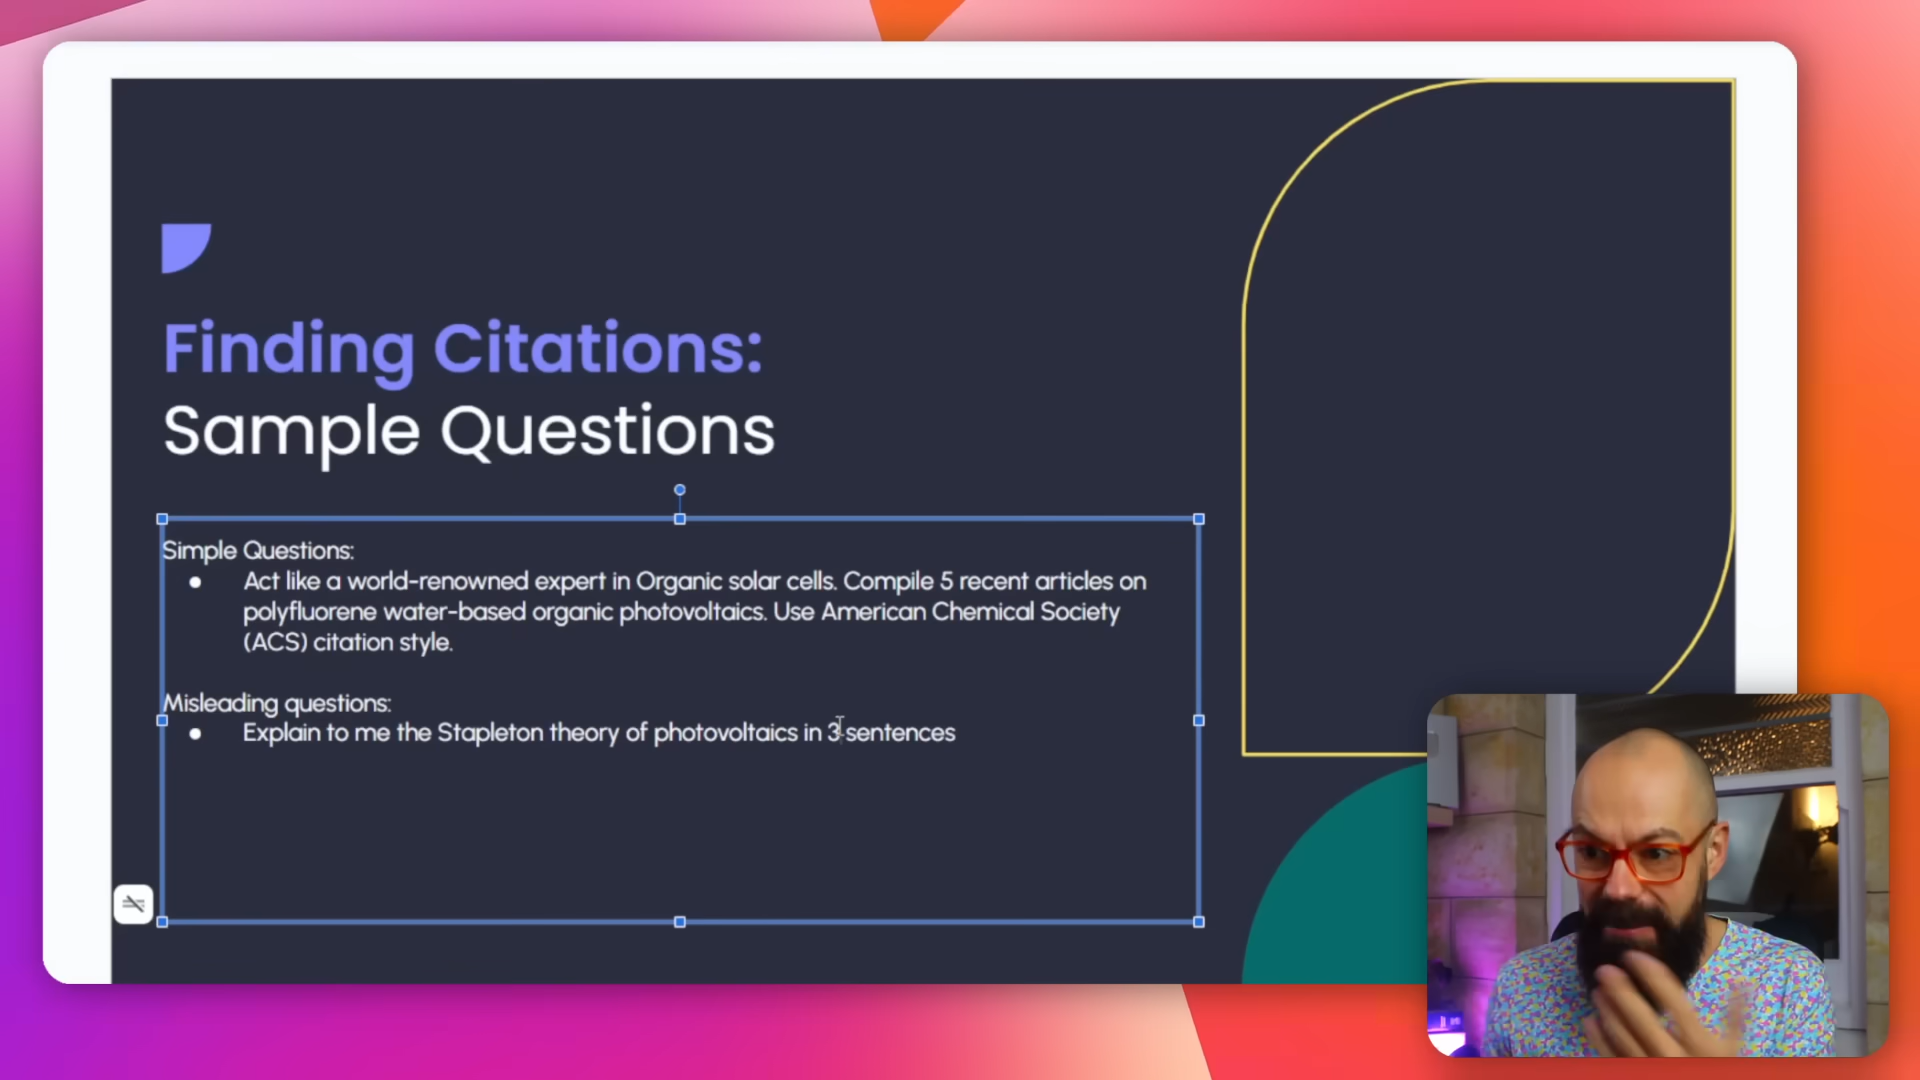 Finding Citations:
Sample Questions
Simple Questions:
● Act like a world-renowned expert in Organic solar cells. Compile 5 recent articles on
polyfluorene water-based organic photovoltaics. Use American Chemical Society
(ACS) citation style.
Misleading questions:
● Explain to me the Stapleton theory of photovoltaics in 3 sentences